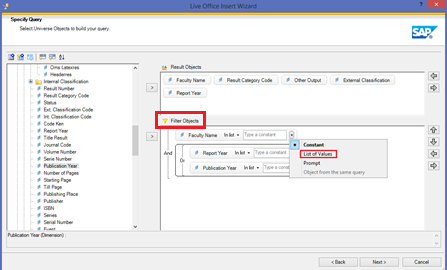 Live Office Insert Wizard
Specify Query
Select Universe Objects to build your query.
SAP
Oms Latexres
Headerres
Internal Classification
Result Number
Result Category Code
Status
Ext. Classification Code
Int. Classification Code
Code Ken
Report Year
Title Result
Journal Code
Volume Number
Serie Number
Publication Year
Number of Pages
Starting Page
Till Page
Publishing Place
Publisher
ISBN
Series
Serial Number
Event
Result Objects
Faculty Name
Result Category Code
Other Output
External Classification
Report Year
Filter Objects
Faculty Name In list Type a constant
And
Or
Report Year In list Type a constant
Publication Year In list Type a const
Constant
List of Values
Prompt
Object from the same query
Publication Year (Dimension) :
< Back
Next >
Cancel